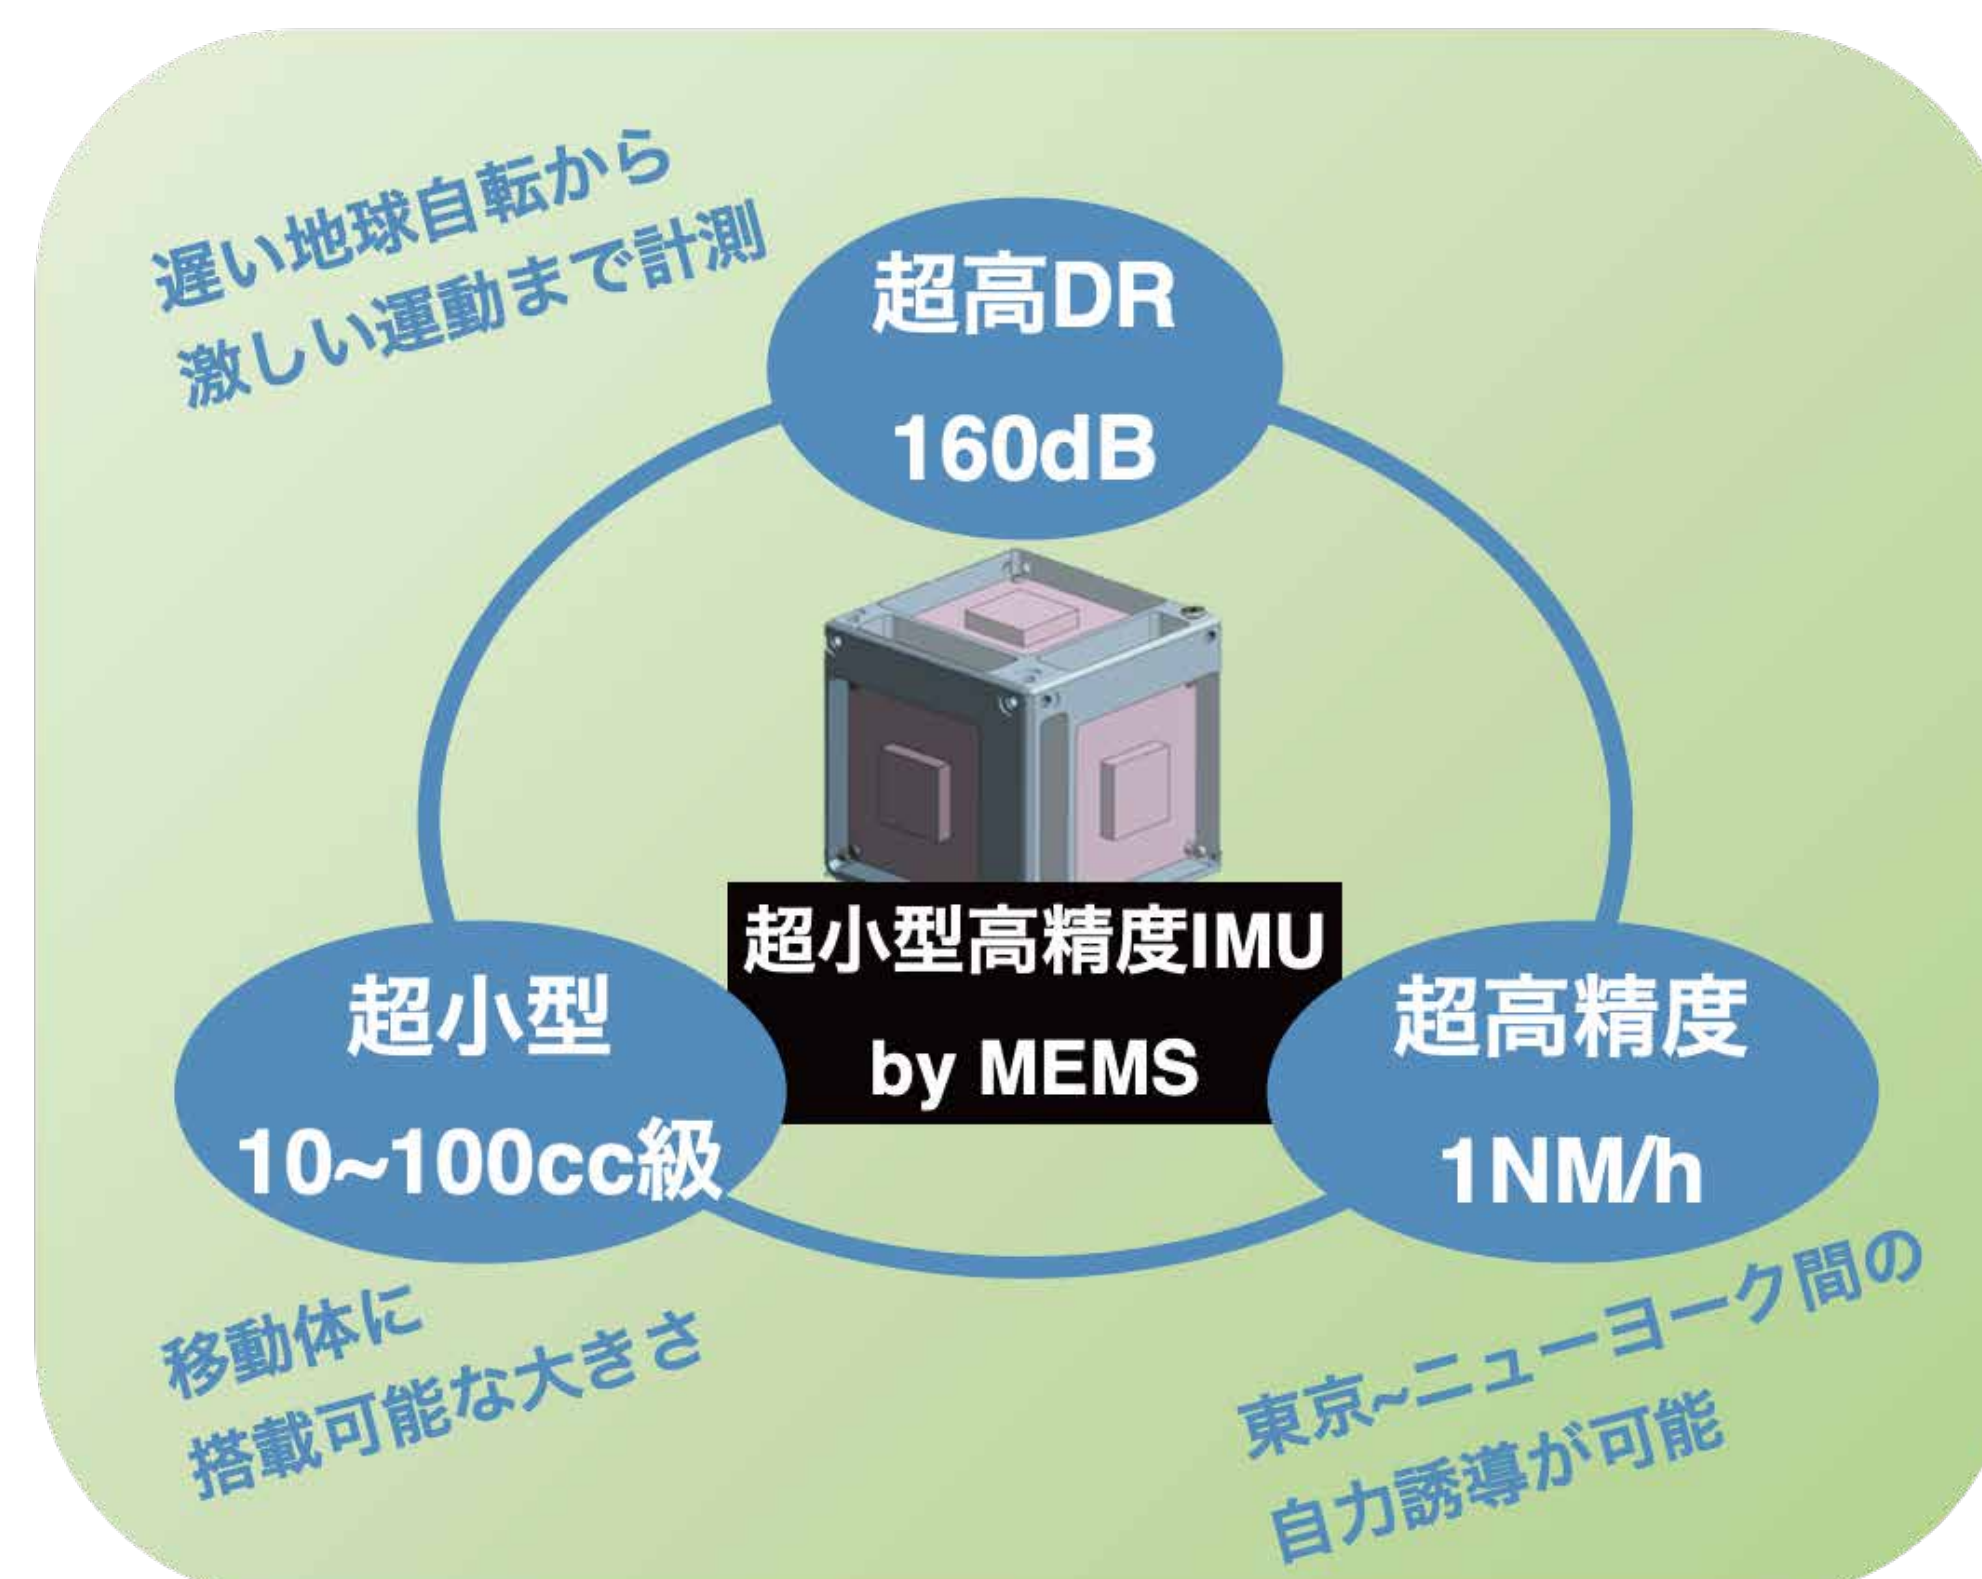 遅い地球自転から
激しい運動まで計測
超高DR
160dB
超小型高精度IMU
by MEMS
超小型
10~100cc級
超高精度
1NM/h
移動体に
搭載可能な大きさ
東京~ニューヨーク間の
自力誘導が可能